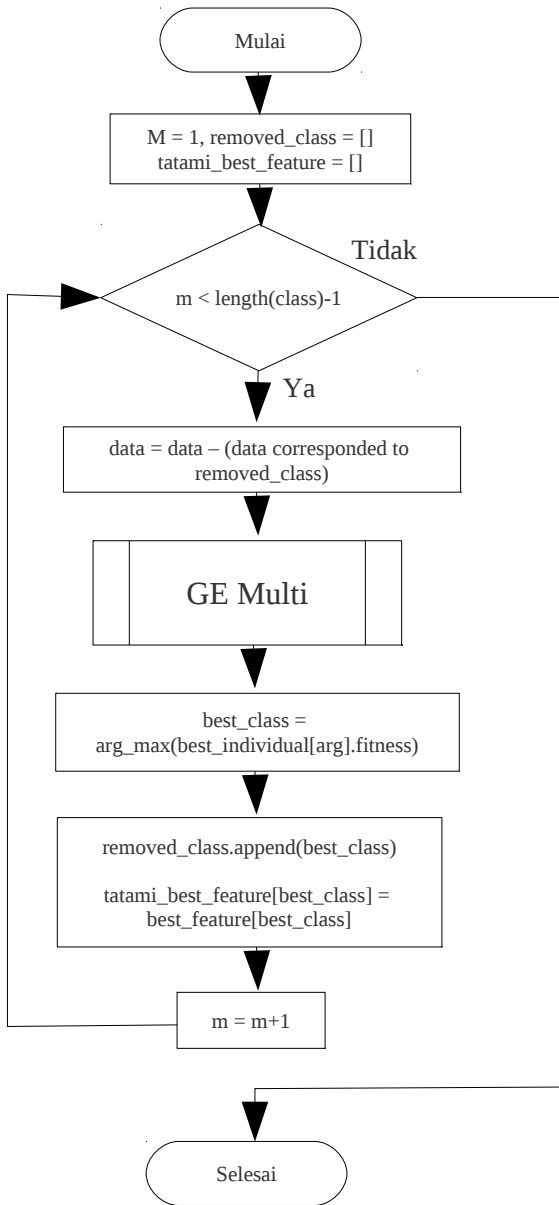 Mulai
M = 1, removed_class = []
tatami_best_feature = []
Tidak
m < length(class)-1
Ya
data = data – (data corresponded to
removed_class)
GE Multi
best_class =
arg_max(best_individual[arg].fitness)
removed_class.append(best_class)
tatami_best_feature[best_class] =
best_feature[best_class]
m = m+1
Selesai